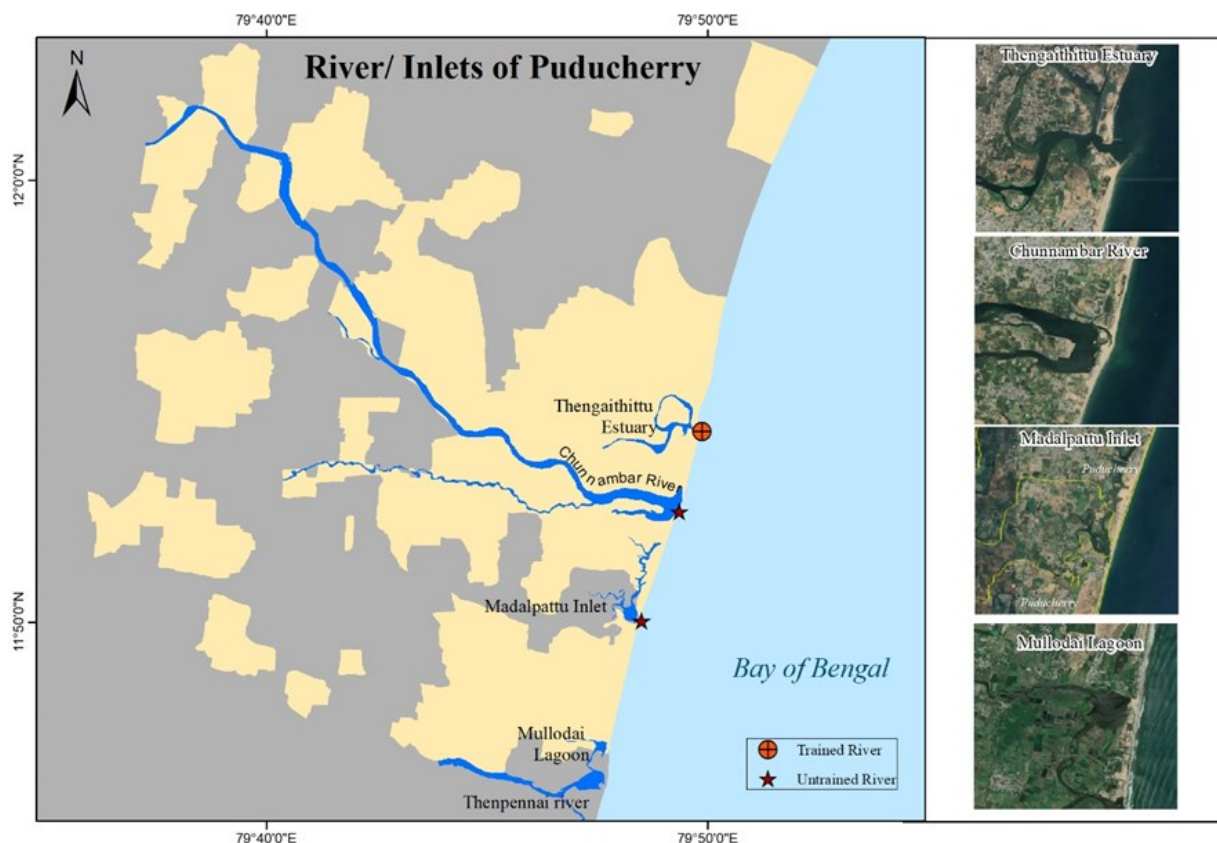 79°40'0"E
79°50'0"E
N
River/ Inlets of Puducherry
12°0'0"N
Thengaithittu
Estuary
Chunnambar River
Madalpattu Inlet
11°50'0"N
Bay of Bengal
Mullodai
Lagoon
Thenpennai river
Trained River
Untrained River
79°40'0"E
79°50'0"E
Thengaithittu Estuary
Chunnambar River
Madalpattu Inlet
Puducherry
Puducherry
Mullodai Lagoon